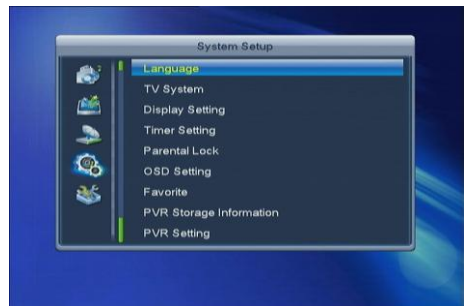 System Setup
Language
TV System
Display Setting
Timer Setting
Parental Lock
OSD Setting
Favorite
PVR Storage Information
PVR Setting